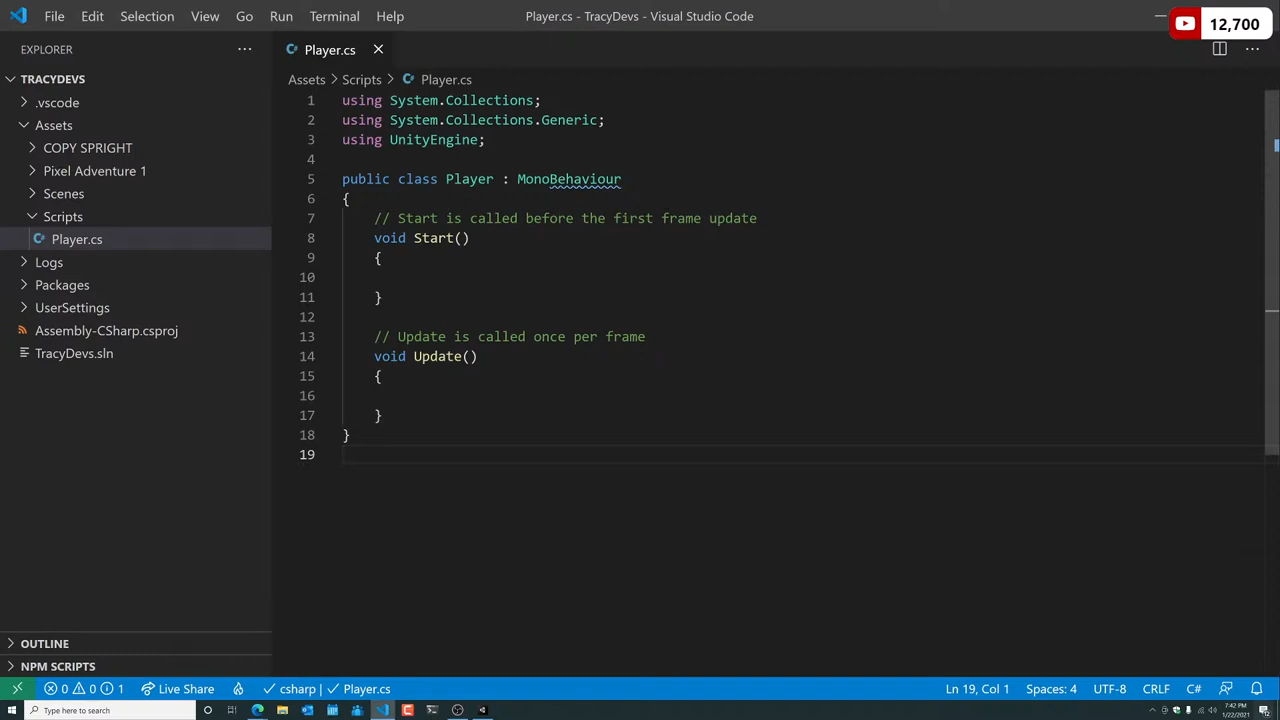 File Edit Selection View Go Run Terminal Help
Player.cs - TracyDevs - Visual Studio Code
12,700
EXPLORER
TRACYDEVS
.vscode
Assets
COPY SPRIGHT
Pixel Adventure 1
Scenes
Scripts
Player.cs
Logs
Packages
UserSettings
Assembly-CSharp.csproj
TracyDevs.sln
OUTLINE
NPM SCRIPTS
Player.cs
Assets > Scripts > Player.cs
1 using System.Collections;
2 using System.Collections.Generic;
3 using UnityEngine;
4
5 public class Player : MonoBehaviour
6 {
7 // Start is called before the first frame update
8 void Start()
9 {
10
11 }
12
13 // Update is called once per frame
14 void Update()
15 {
16
17 }
18 }
19
0 0 1 Live Share csharp | Player.cs
Ln 19, Col 1 Spaces: 4 UTF-8 CRLF C#
Type here to search
7:42 PM
1/22/2021